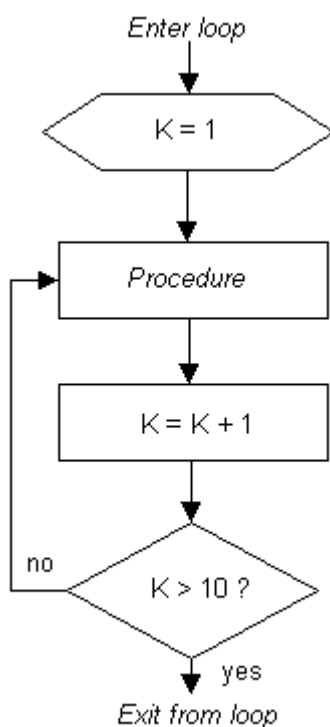 Enter loop
K = 1
Procedure
K = K + 1
K > 10 ?
no
yes
Exit from loop